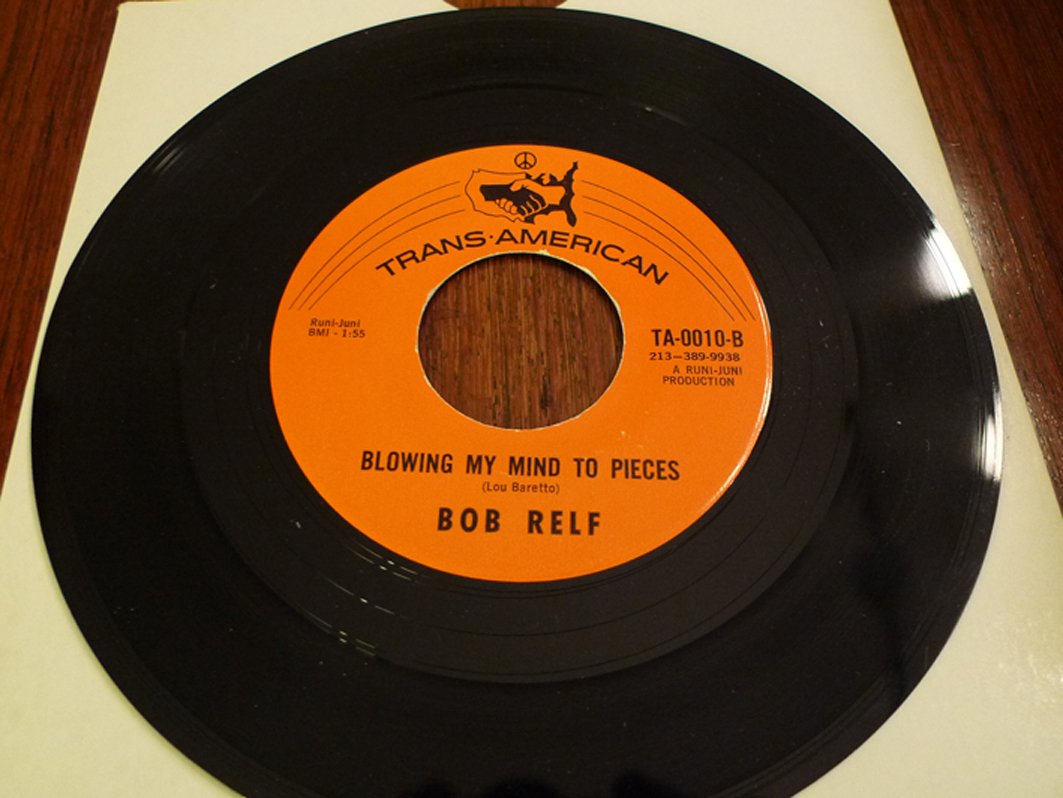 TRANS·AMERICAN
Runi-Juni
BMI - 1:55
TA-0010-B
213-389-9938
A RUNI-JUNI
PRODUCTION
BLOWING MY MIND TO PIECES
(Lou Baretto)
BOB RELF